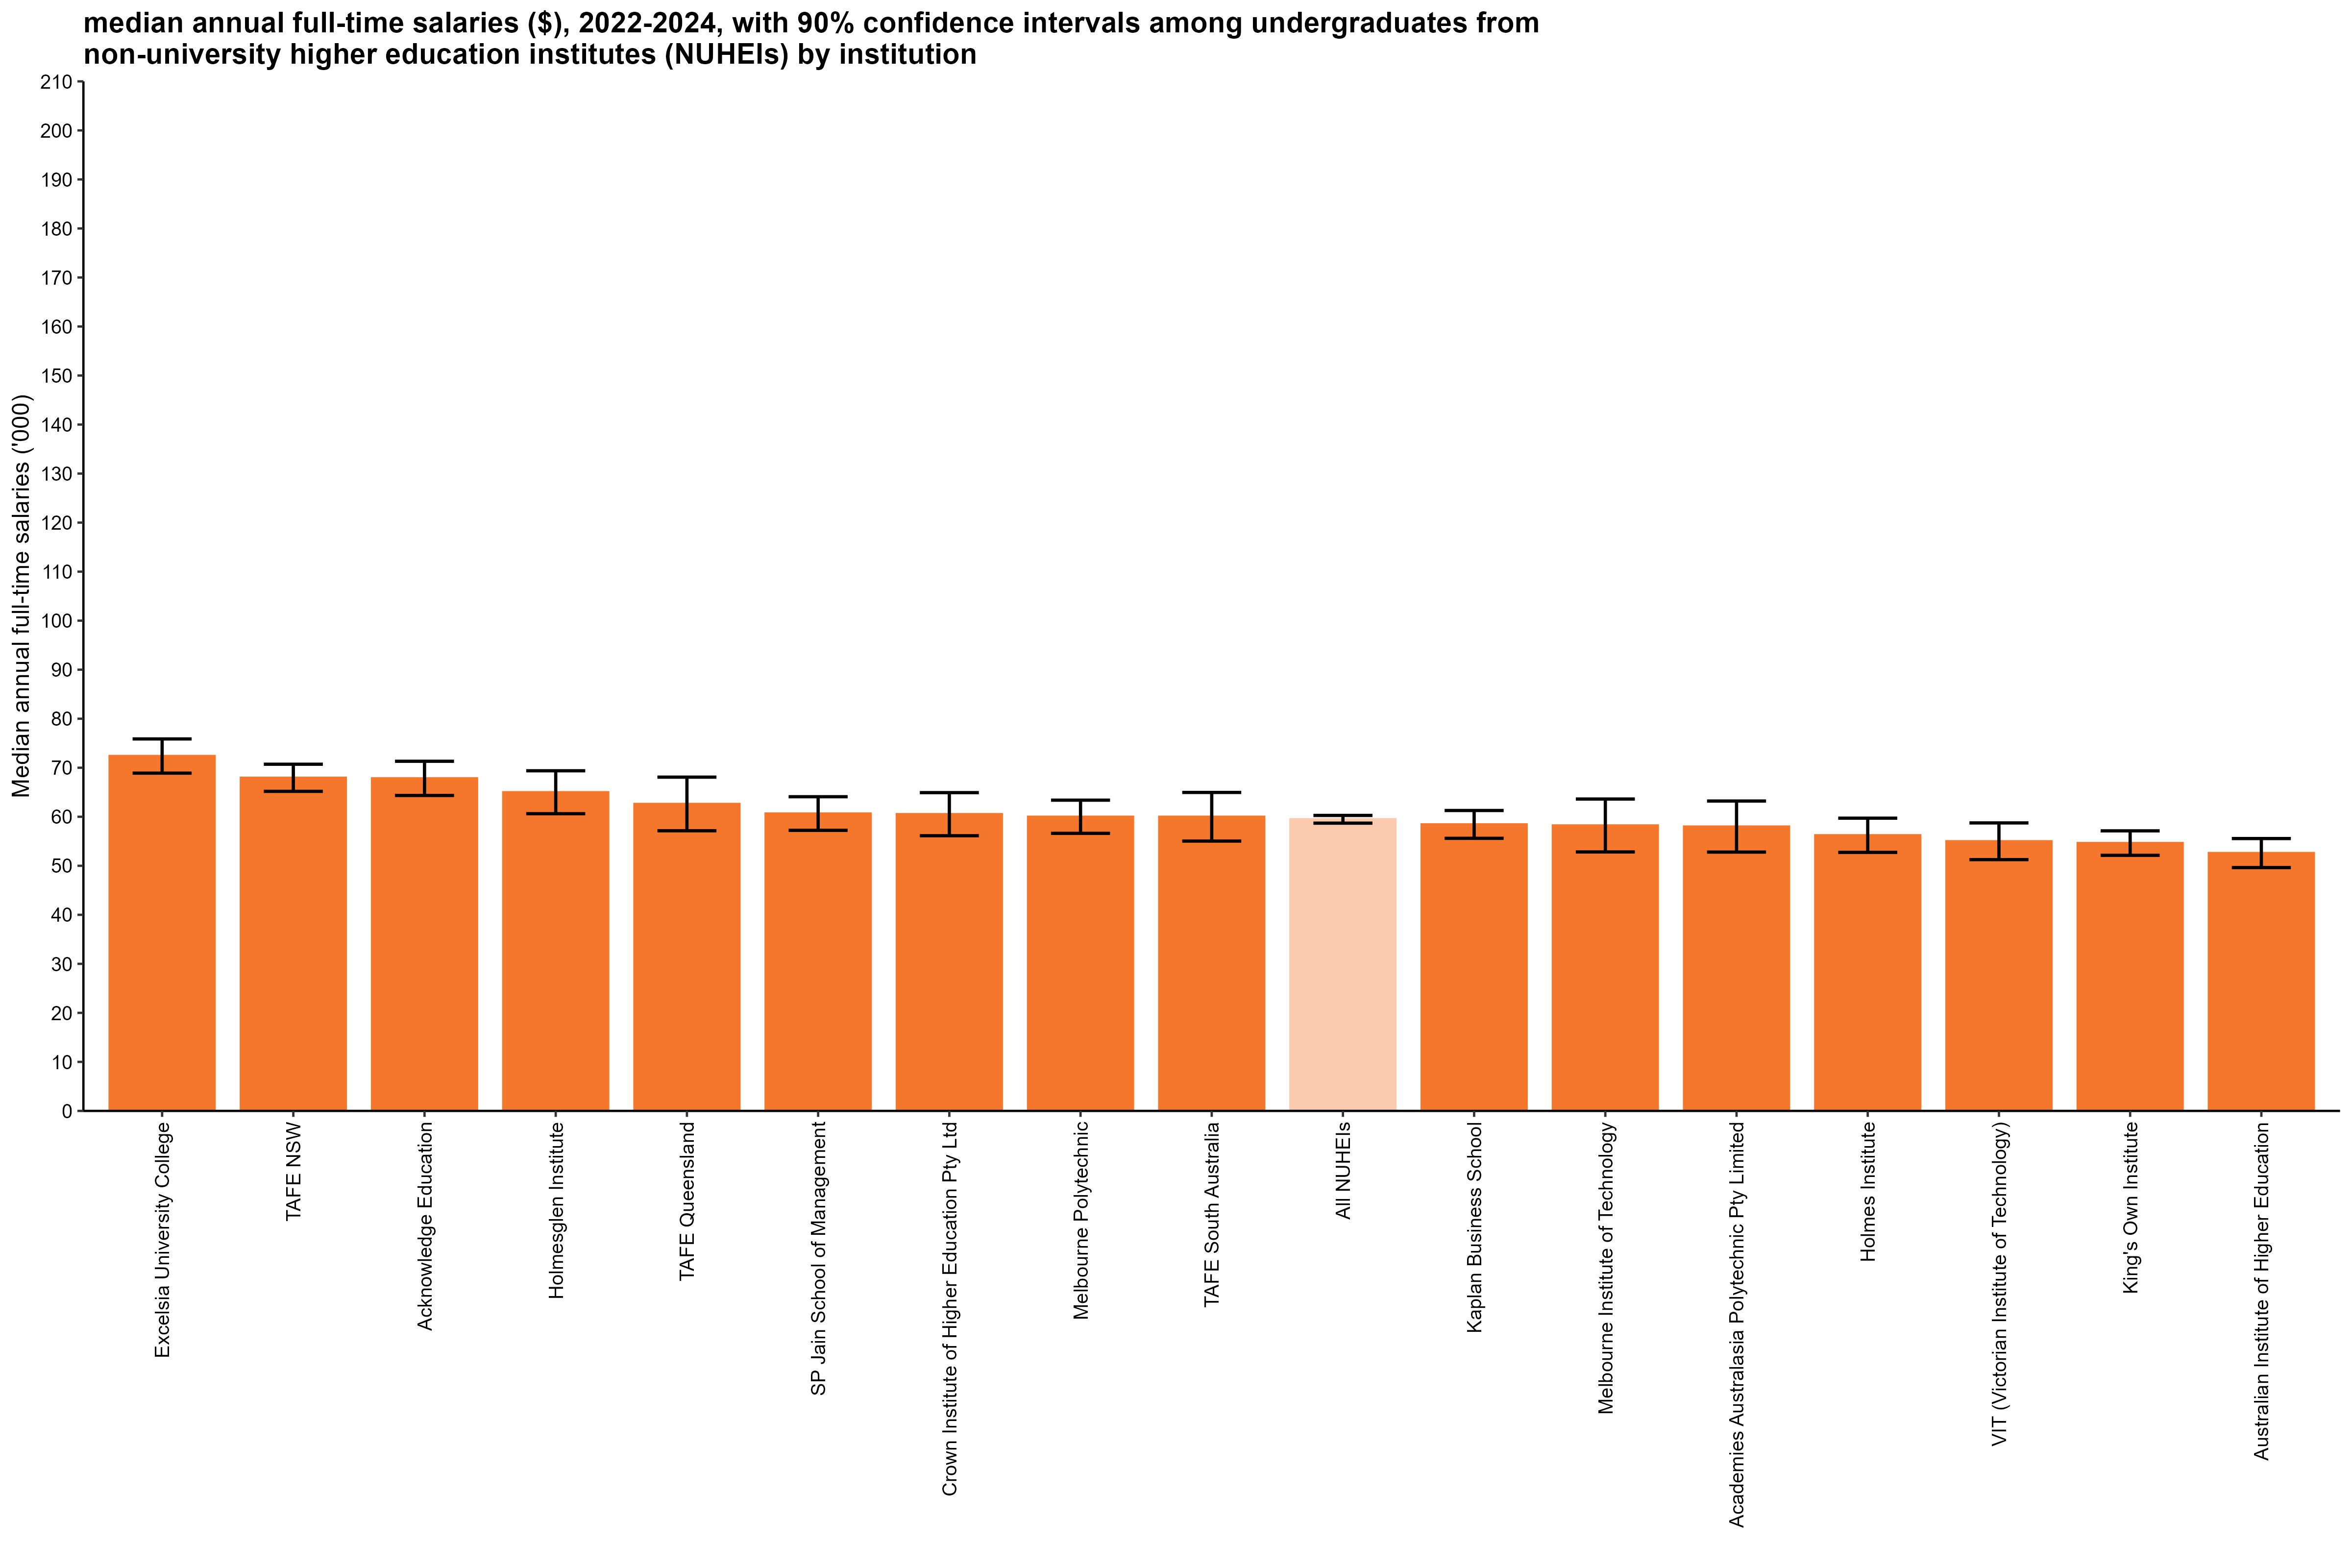 median annual full-time salaries ($), 2022-2024, with 90% confidence intervals among undergraduates from
non-university higher education institutes (NUHEIs) by institution
Median annual full-time salaries ('000)
210
200
190
180
170
160
150
140
130
120
110
100
90
80
70
60
50
40
30
20
10
0
Excelsia University College
TAFE NSW
Acknowledge Education
Holmesglen Institute
TAFE Queensland
SP Jain School of Management
Crown Institute of Higher Education Pty Ltd
Melbourne Polytechnic
TAFE South Australia
All NUHEIs
Kaplan Business School
Melbourne Institute of Technology
Academies Australasia Polytechnic Pty Limited
Holmes Institute
VIT (Victorian Institute of Technology)
King's Own Institute
Australian Institute of Higher Education